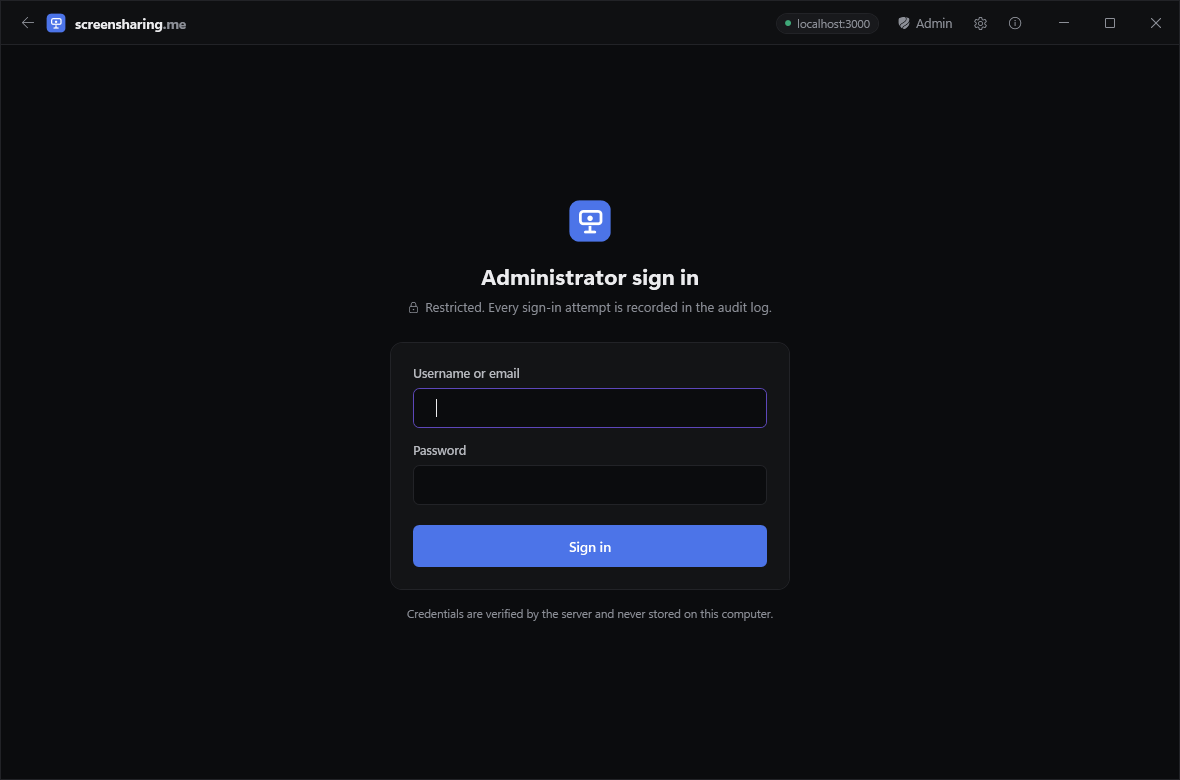 screensharing.me
localhost:3000
Admin
Administrator sign in
Restricted. Every sign-in attempt is recorded in the audit log.
Username or email
Password
Sign in
Credentials are verified by the server and never stored on this computer.